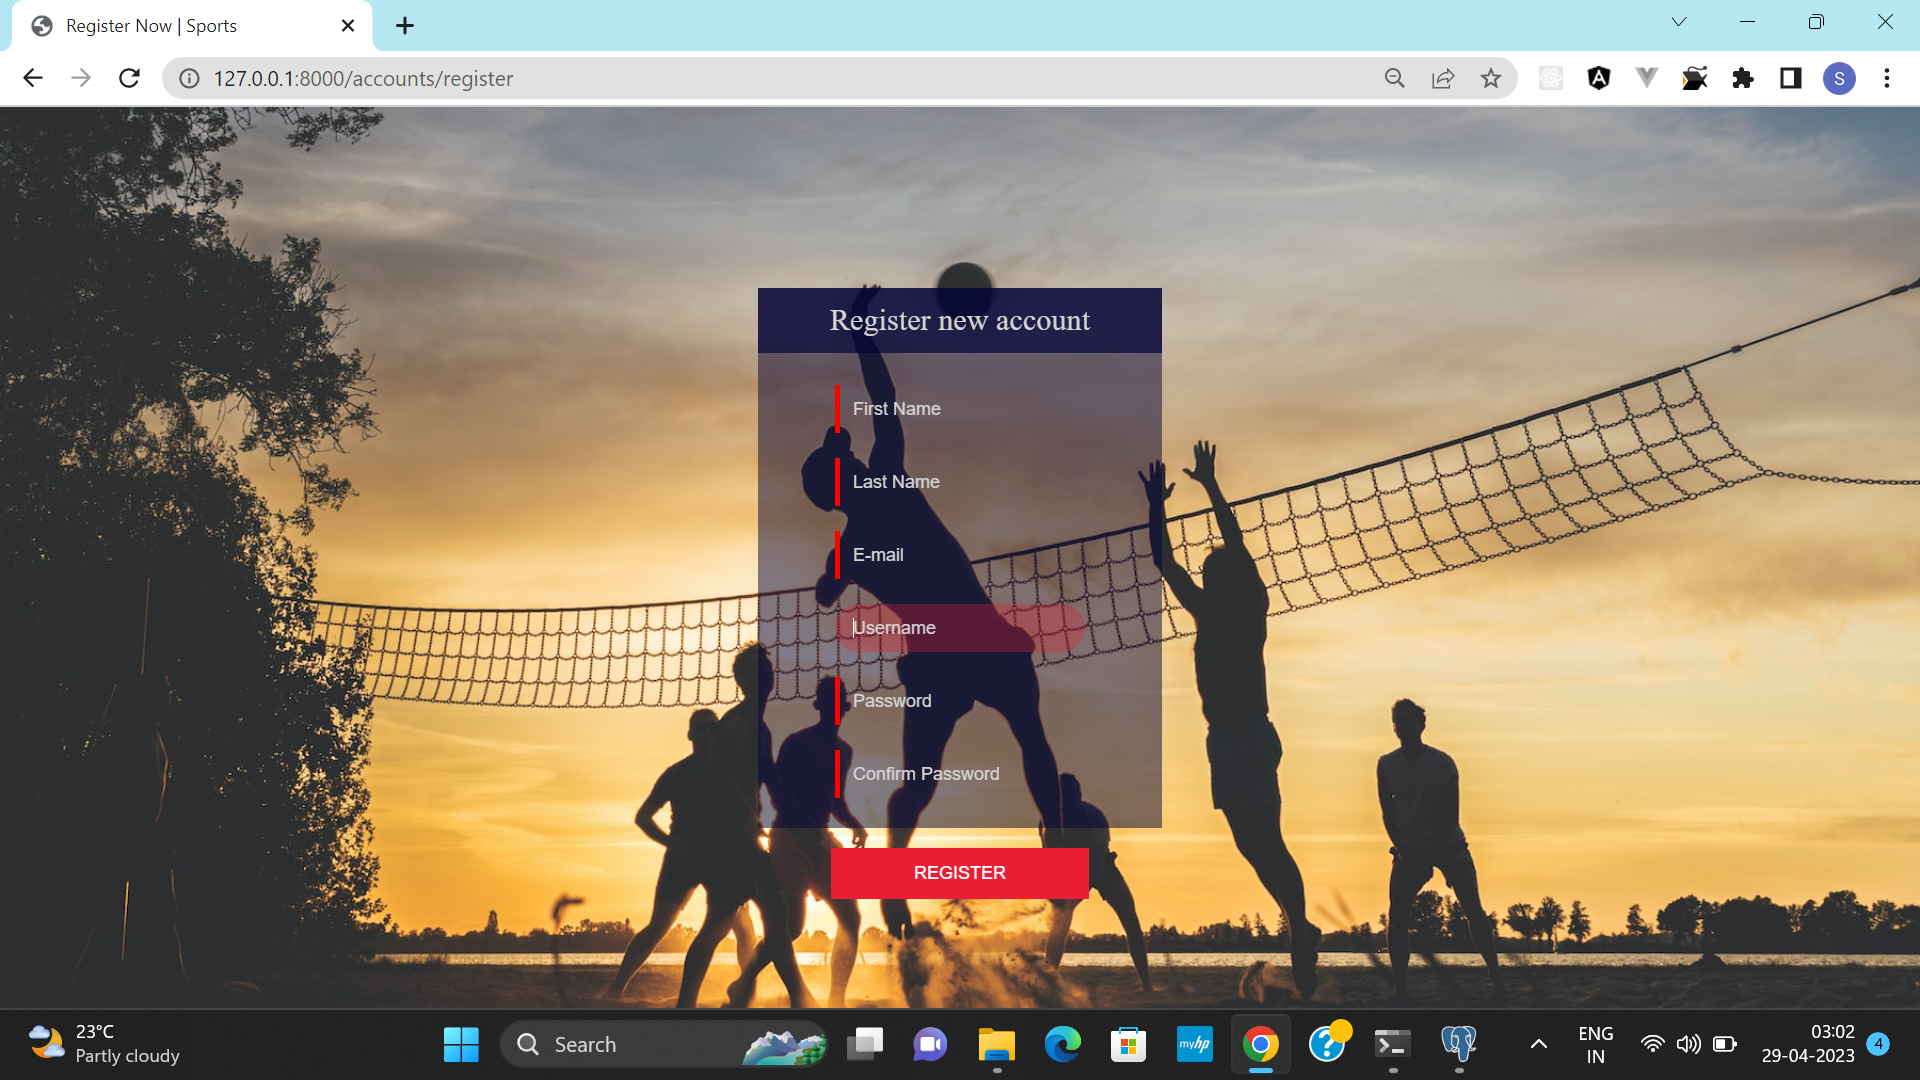 Register Now | Sports
127.0.0.1:8000/accounts/register
S
Register new account
First Name
Last Name
E-mail
Username
Password
Confirm Password
REGISTER
23°C
Partly cloudy
Search
myhp
ENG
IN
03:02
29-04-2023
4